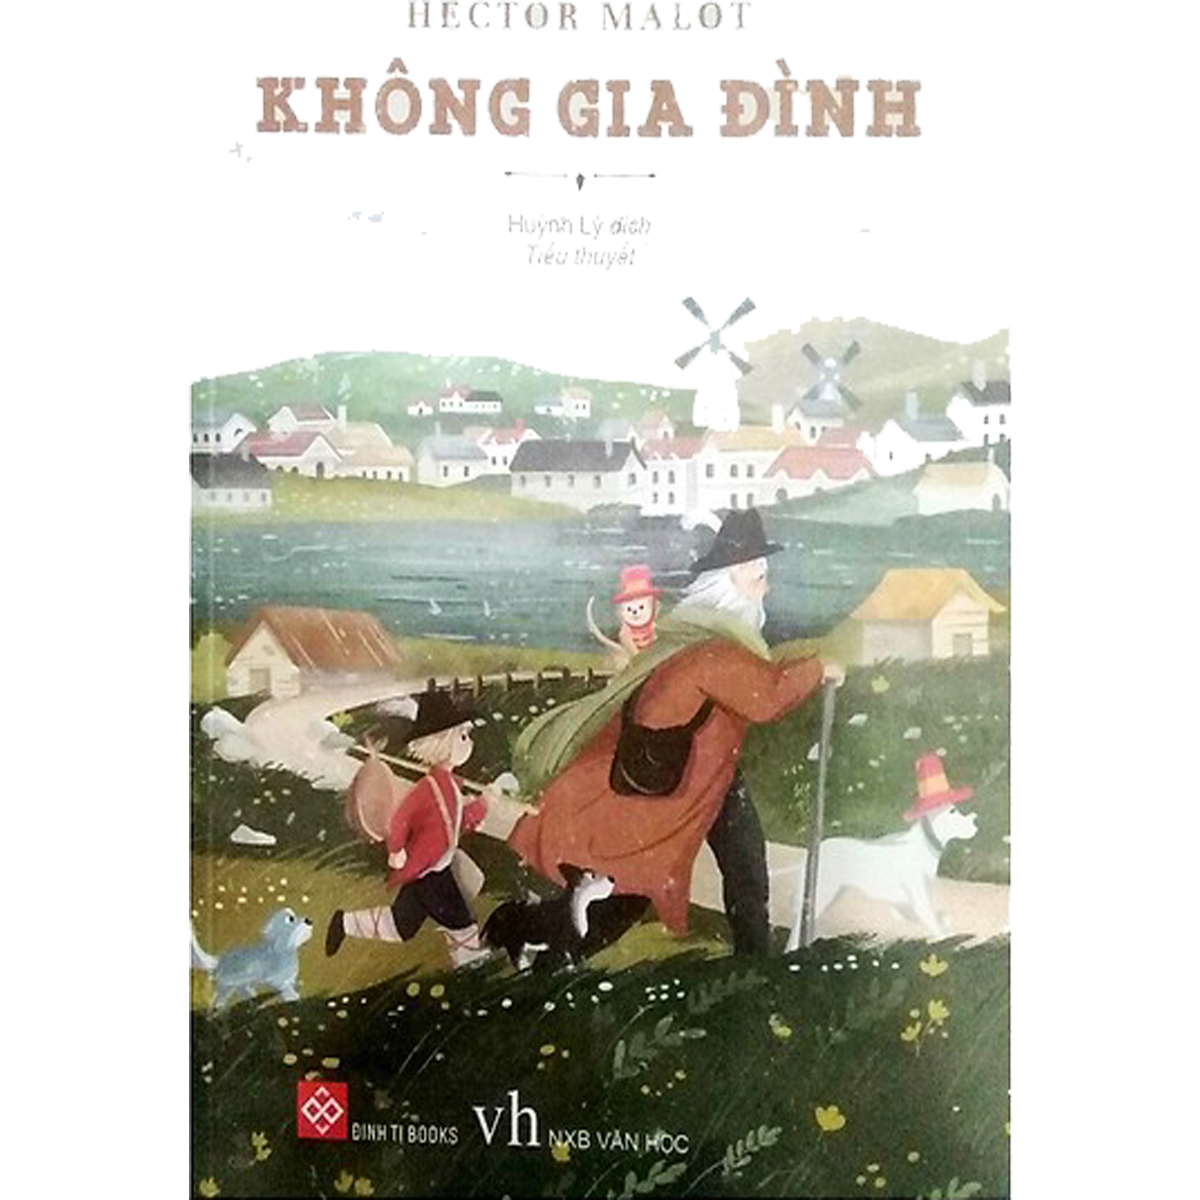 HECTOR MALOT
KHÔNG GIA ĐÌNH
Huỳnh Lý dịch
Tiểu thuyết
ĐINH TỊ BOOKS
vh NXB VĂN HỌC